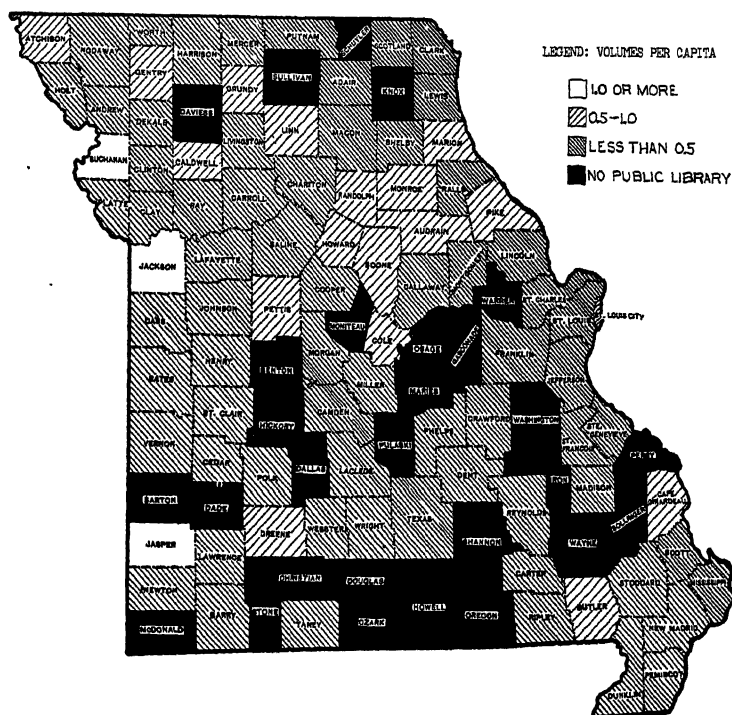 LEGEND: VOLUMES PER CAPITA
1.0 OR MORE
0.5-1.0
LESS THAN 0.5
NO PUBLIC LIBRARY
ATCHISON
NODAWAY
WORTH
HARRISON
MERCER
PUTNAM
SCHUYLER
SCOTLAND
CLARK
HOLT
GENTRY
SULLIVAN
ADAIR
KNOX
LEWIS
ANDREW
DAVIESS
GRUNDY
DEKALB
LINN
MACON
SHELBY
MARION
BUCHANAN
CLINTON
CALDWELL
LIVINGSTON
CHARITON
RANDOLPH
MONROE
RALLS
PLATTE
CLAY
RAY
CARROLL
PIKE
AUDRAIN
JACKSON
LAFAYETTE
SALINE
HOWARD
BOONE
CALLAWAY
MONTGOMERY
LINCOLN
COOPER
WARREN
ST. CHARLES
CASS
JOHNSON
PETTIS
MONITEAU
COLE
OSAGE
GASCONADE
FRANKLIN
ST. LOUIS
ST. LOUIS CITY
BATES
HENRY
BENTON
MORGAN
MILLER
MARIES
JEFFERSON
ST. CLAIR
HICKORY
CAMDEN
PULASKI
PHELPS
CRAWFORD
WASHINGTON
STE. GENEVIEVE
VERNON
CEDAR
POLK
DALLAS
LACLEDE
DENT
IRON
ST. FRANCOIS
PERRY
BARTON
DADE
MADISON
BOLLINGER
CAPE GIRARDEAU
JASPER
GREENE
WEBSTER
WRIGHT
TEXAS
SHANNON
REYNOLDS
WAYNE
LAWRENCE
SCOTT
NEWTON
CHRISTIAN
DOUGLAS
CARTER
STODDARD
MISSISSIPPI
MCDONALD
BARRY
STONE
TANEY
OZARK
HOWELL
OREGON
RIPLEY
BUTLER
NEW MADRID
DUNKLIN
PEMISCOT